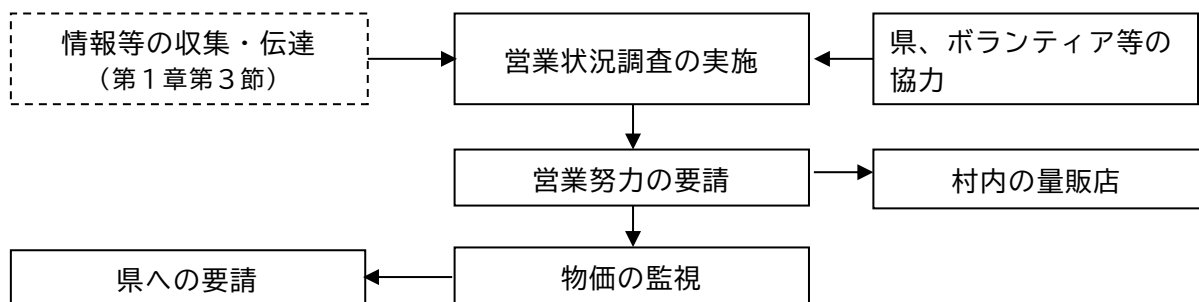 情報等の収集・伝達
（第１章第３節）
営業状況調査の実施
県、ボランティア等の
協力
営業努力の要請
村内の量販店
県への要請
物価の監視